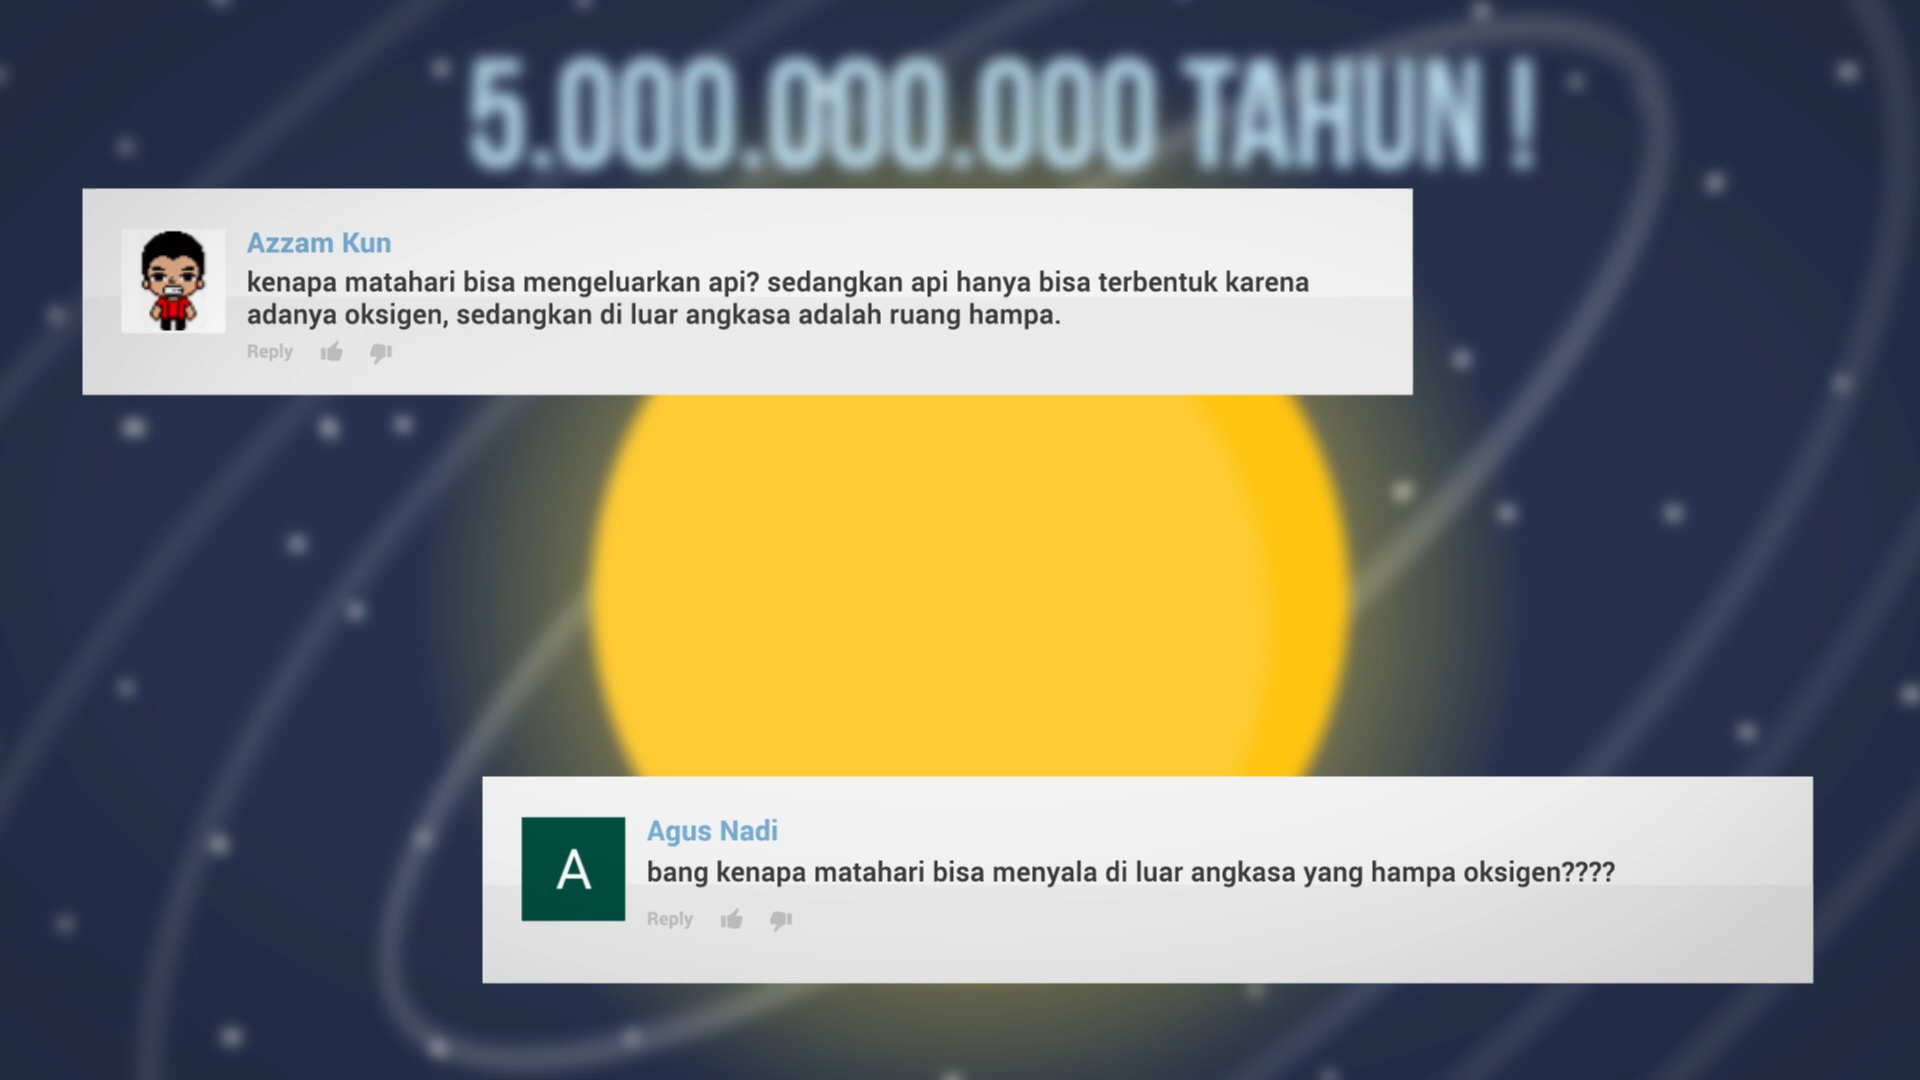 5.000.000.000 TAHUN !
Azzam Kun
kenapa matahari bisa mengeluarkan api? sedangkan api hanya bisa terbentuk karena
adanya oksigen, sedangkan di luar angkasa adalah ruang hampa.
Reply
A
Agus Nadi
bang kenapa matahari bisa menyala di luar angkasa yang hampa oksigen????
Reply